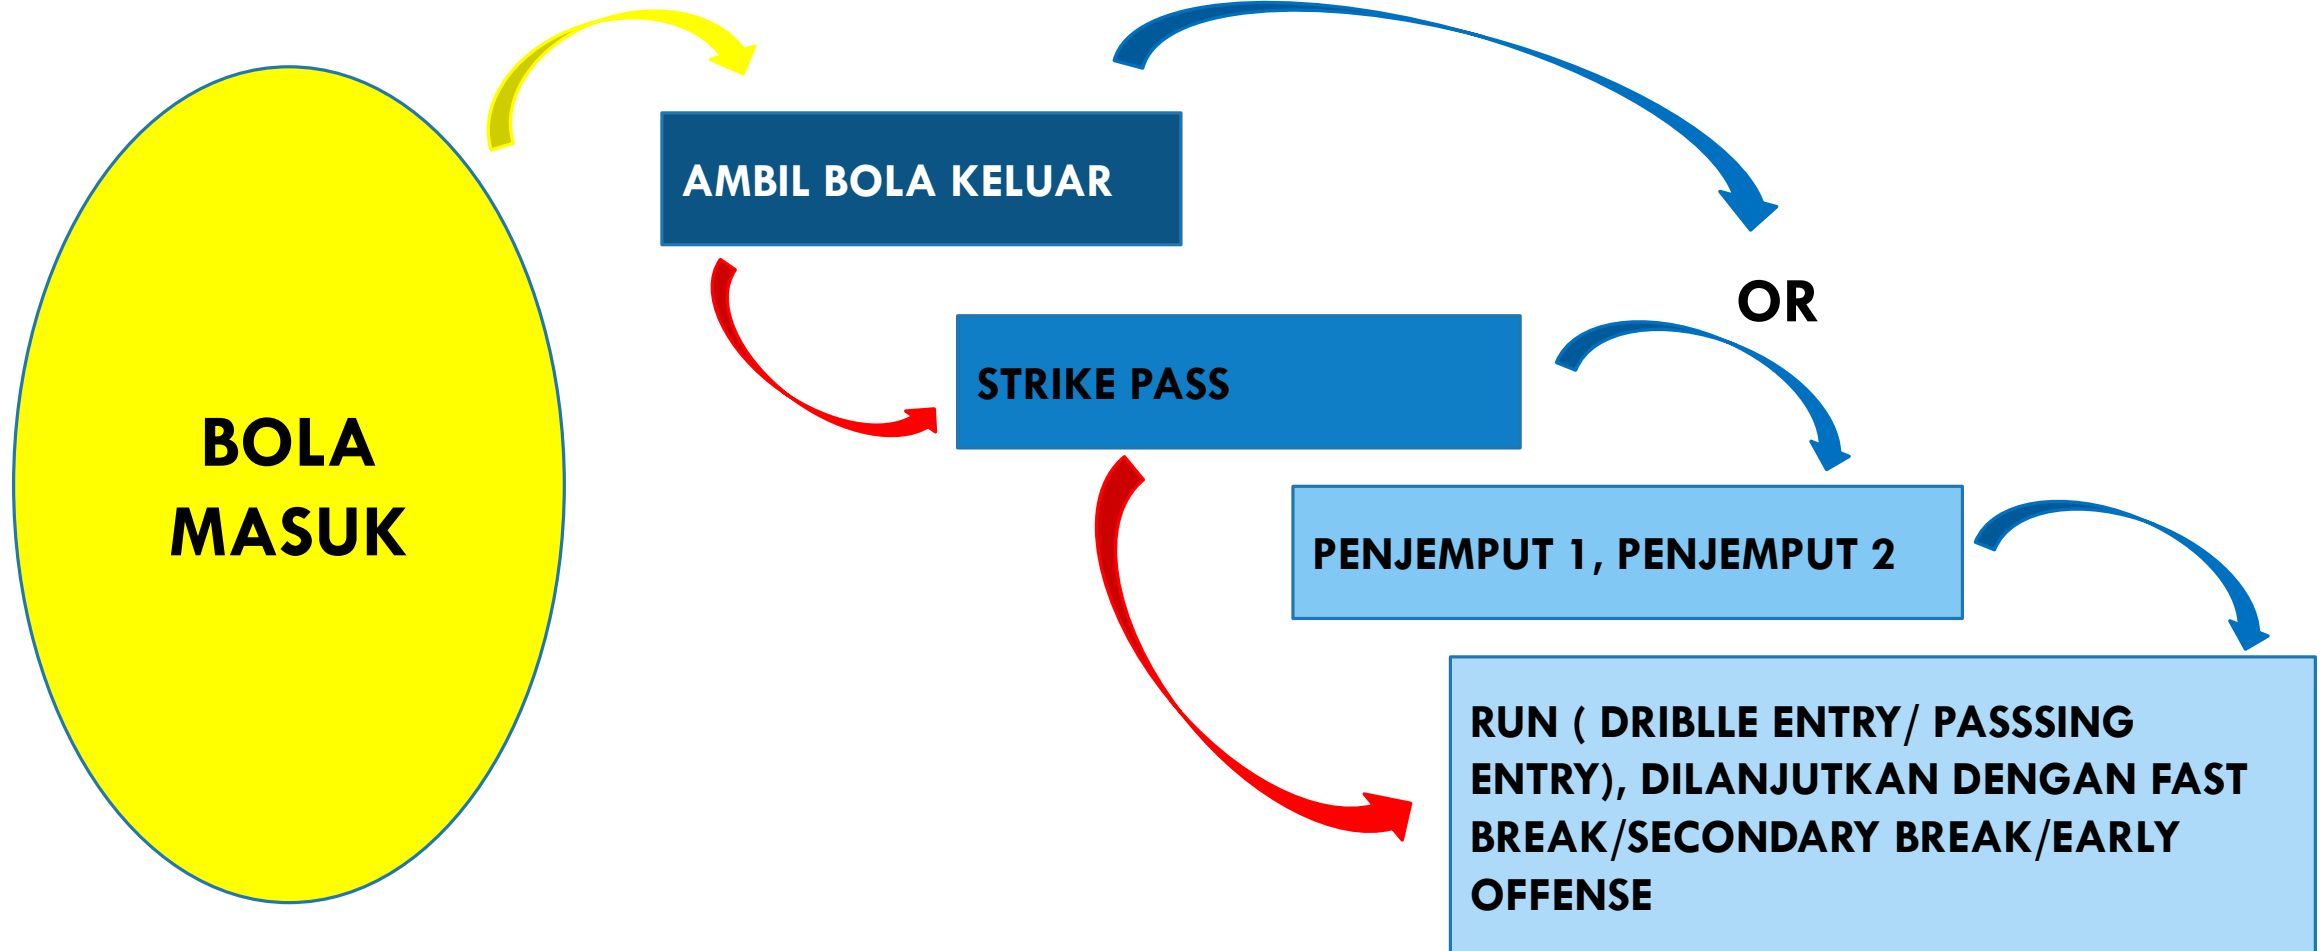 BOLA
MASUK
AMBIL BOLA KELUAR
OR
STRIKE PASS
PENJEMPUT 1, PENJEMPUT 2
RUN ( DRIBLLE ENTRY/ PASSSING
ENTRY), DILANJUTKAN DENGAN FAST
BREAK/SECONDARY BREAK/EARLY
OFFENSE